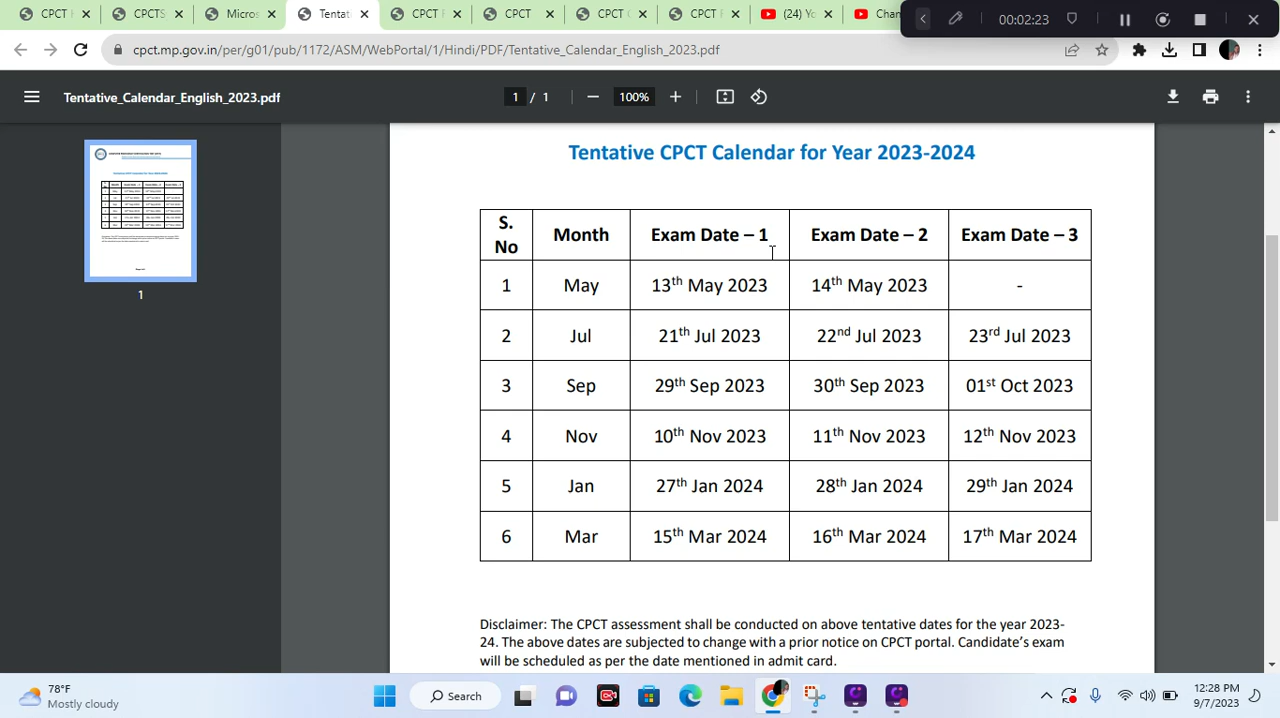 CPCT
CPCTS
Micros
Tentati
CPCT F
CPCT
CPCT C
CPCT F
(24) Yo
Chan
00:02:23
cpct.mp.gov.in/per/g01/pub/1172/ASM/WebPortal/1/Hindi/PDF/Tentative_Calendar_English_2023.pdf
Tentative_Calendar_English_2023.pdf
1 / 1
100%
1
Tentative CPCT Calendar for Year 2023-2024
S. No Month Exam Date – 1 Exam Date – 2 Exam Date – 3
1 May 13th May 2023 14th May 2023 -
2 Jul 21th Jul 2023 22nd Jul 2023 23rd Jul 2023
3 Sep 29th Sep 2023 30th Sep 2023 01st Oct 2023
4 Nov 10th Nov 2023 11th Nov 2023 12th Nov 2023
5 Jan 27th Jan 2024 28th Jan 2024 29th Jan 2024
6 Mar 15th Mar 2024 16th Mar 2024 17th Mar 2024
Disclaimer: The CPCT assessment shall be conducted on above tentative dates for the year 2023-
24. The above dates are subjected to change with a prior notice on CPCT portal. Candidate's exam
will be scheduled as per the date mentioned in admit card.
78°F
Mostly cloudy
Search
12:28 PM
9/7/2023